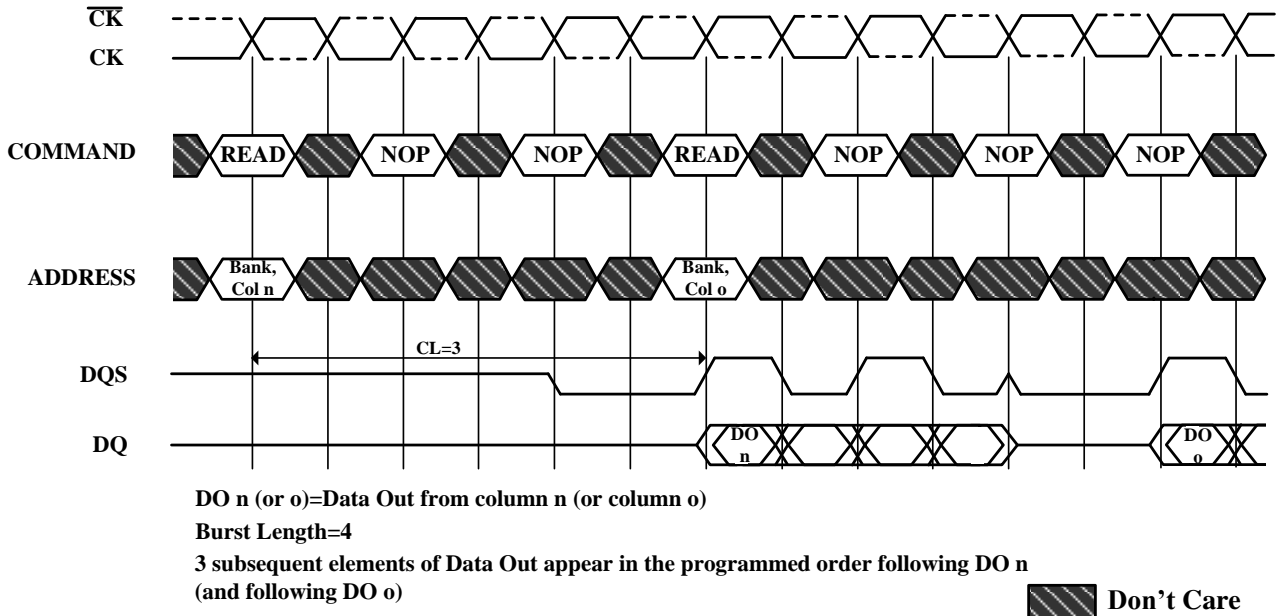 CK
CK
COMMAND
READ NOP NOP READ NOP NOP NOP
ADDRESS
Bank,
Col n
Bank,
Col o
CL=3
DQS
DQ
DO
n
DO
o
DO n (or o)=Data Out from column n (or column o)
Burst Length=4
3 subsequent elements of Data Out appear in the programmed order following DO n
(and following DO o)
Don't Care